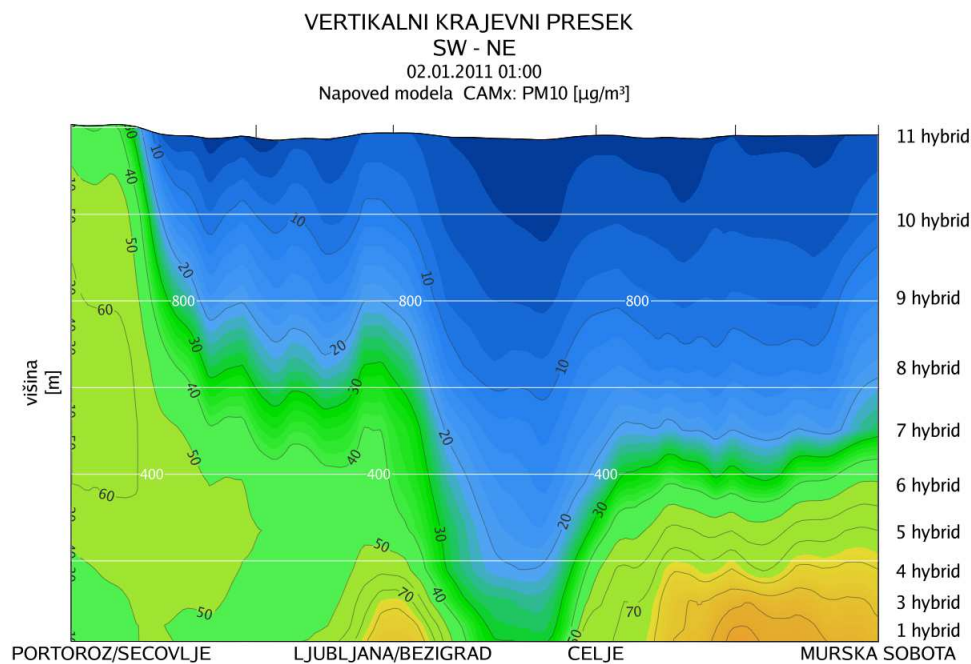 VERTIKALNI KRAJEVNI PRESEK
SW - NE
02.01.2011 01:00
Napoved modela CAMx: PM10 [µg/m³]
11 hybrid
10 hybrid
9 hybrid
8 hybrid
7 hybrid
6 hybrid
5 hybrid
4 hybrid
3 hybrid
1 hybrid
višina
[m]
10
40
50
10
10
20
60
800
800
800
30
20
40
30
10
20
50
40
400
400
400
60
20
30
30
50
40
50
70
70
PORTOROZ/SECOVLJE LJUBLJANA/BEZIGRAD CELJE MURSKA SOBOTA